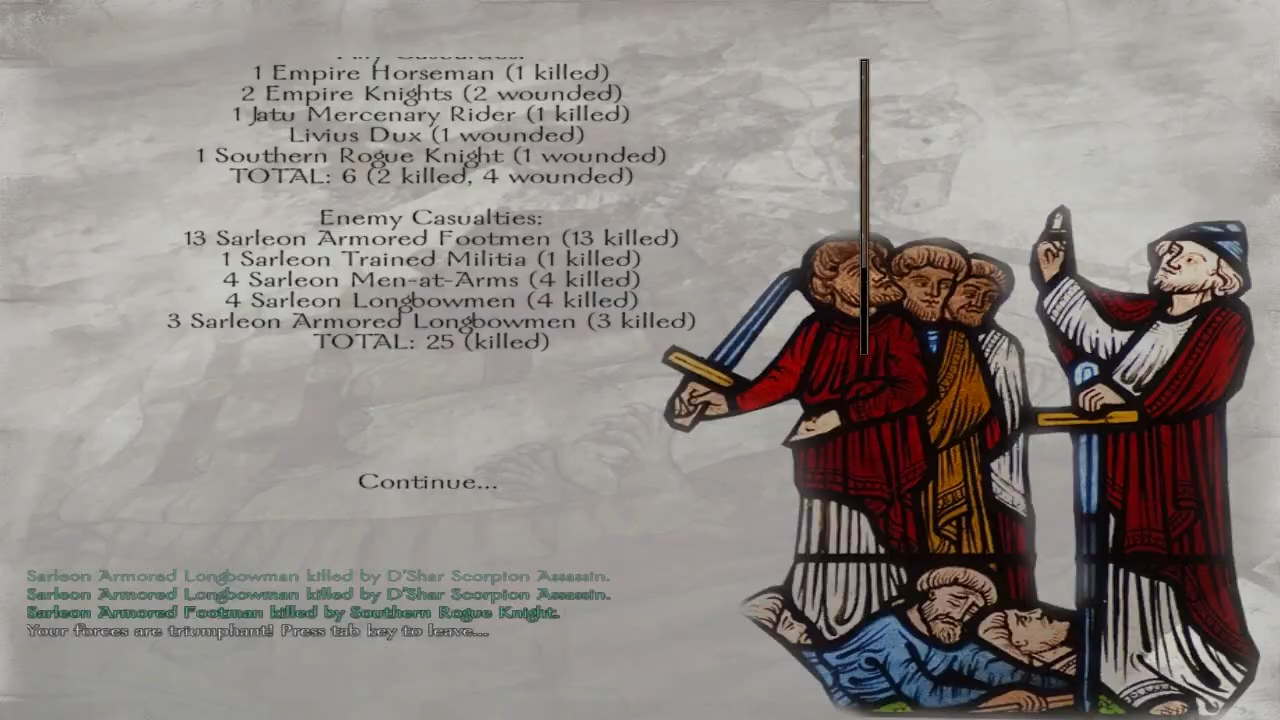 1 Empire Horseman (1 killed)
2 Empire Knights (2 wounded)
1 Jatu Mercenary Rider (1 killed)
Livius Dux (1 wounded)
1 Southern Rogue Knight (1 wounded)
TOTAL: 6 (2 killed, 4 wounded)
Enemy Casualties:
13 Sarleon Armored Footmen (13 killed)
1 Sarleon Trained Militia (1 killed)
4 Sarleon Men-at-Arms (4 killed)
4 Sarleon Longbowmen (4 killed)
3 Sarleon Armored Longbowmen (3 killed)
TOTAL: 25 (killed)
Continue...
Sarleon Armored Longbowman killed by D'Shar Scorpion Assassin.
Sarleon Armored Longbowman killed by D'Shar Scorpion Assassin.
Sarleon Armored Footman killed by Southern Rogue Knight.
Your forces are triumphant! Press tab key to leave...